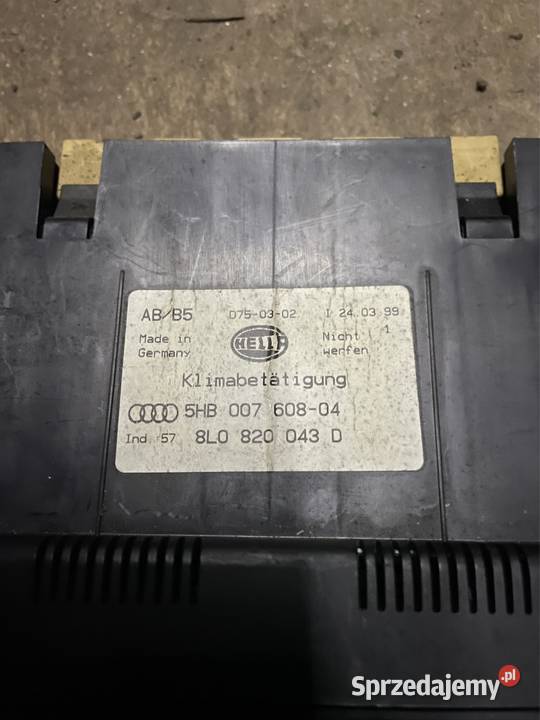 AB/B5 D75-03-02 I 24.03.99
1
Made in
Germany
HELLA
Nicht
werfen
Klimabetätigung
5HB 007 608-04
Ind. 57 8L0 820 043 D
Sprzedajemy.pl